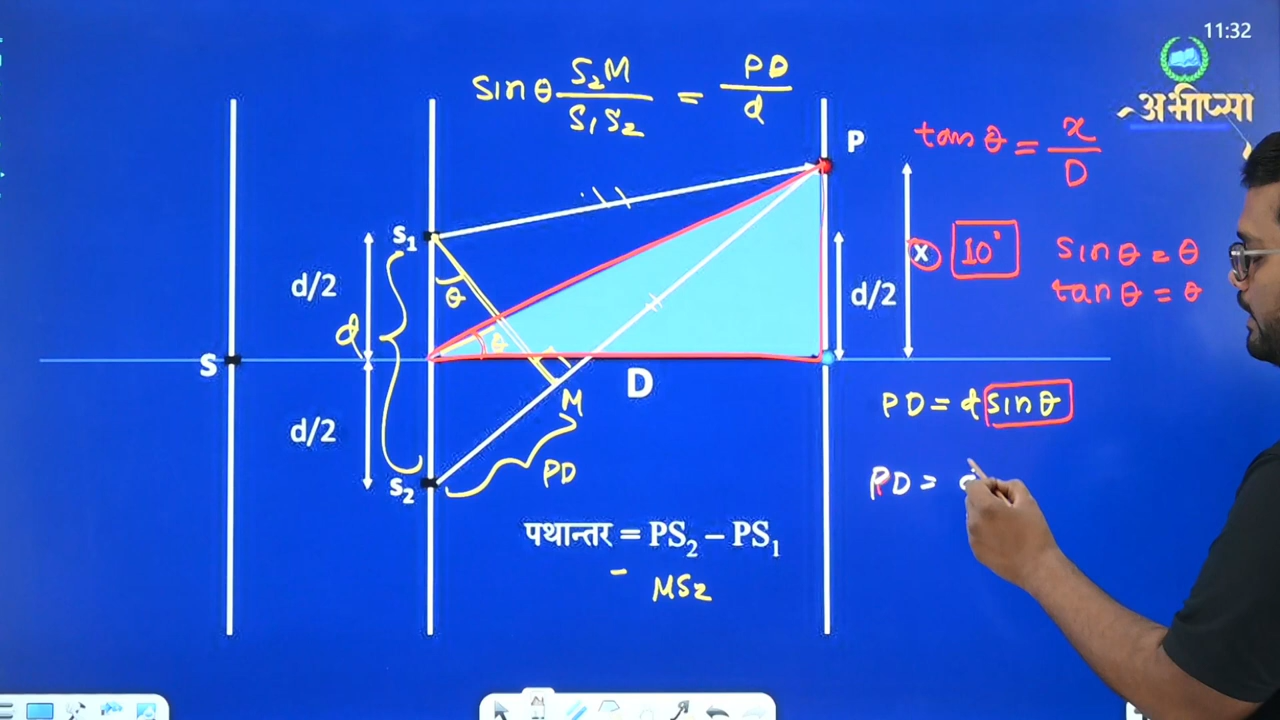 11:32
अभीप्सा
sin θ S₂M / S₁S₂ = PD / d
tan θ = x / D
P
S₁
θ
d/2
d
x
10°
sin θ = θ
tan θ = θ
d/2
θ
S
D
M
PD = d sin θ
d/2
PD
S₂
PD = d
पथान्तर = PS₂ – PS₁
= MS₂